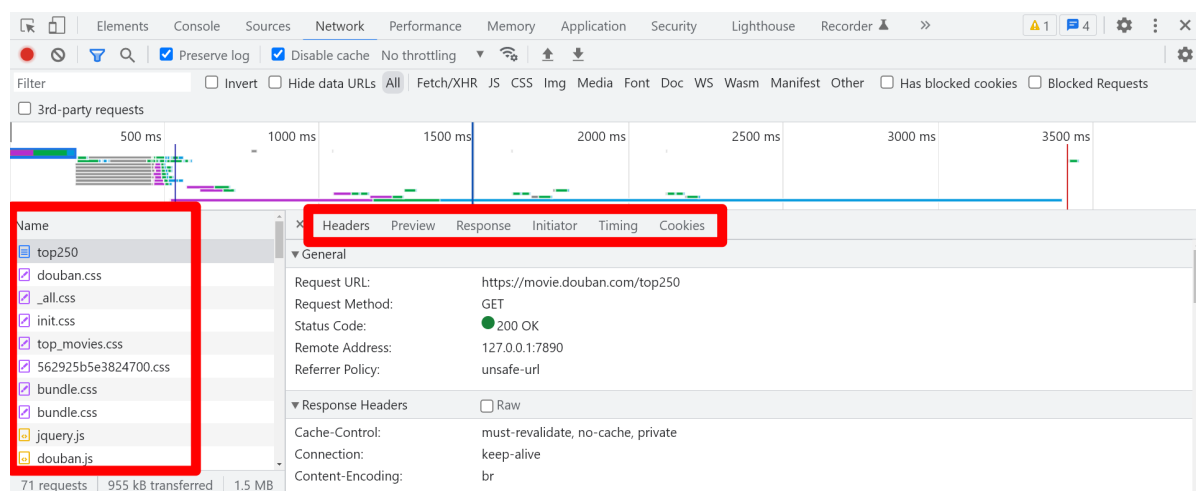 Elements Console Sources Network Performance Memory Application Security Lighthouse Recorder » 1 4
Preserve log Disable cache No throttling
Filter Invert Hide data URLs All Fetch/XHR JS CSS Img Media Font Doc WS Wasm Manifest Other Has blocked cookies Blocked Requests
3rd-party requests
500 ms 1000 ms 1500 ms 2000 ms 2500 ms 3000 ms 3500 ms
Name
top250
douban.css
_all.css
init.css
top_movies.css
562925b5e3824700.css
bundle.css
bundle.css
jquery.js
douban.js
71 requests 955 kB transferred 1.5 MB
Headers Preview Response Initiator Timing Cookies
General
Request URL: https://movie.douban.com/top250
Request Method: GET
Status Code: 200 OK
Remote Address: 127.0.0.1:7890
Referrer Policy: unsafe-url
Response Headers Raw
Cache-Control: must-revalidate, no-cache, private
Connection: keep-alive
Content-Encoding: br